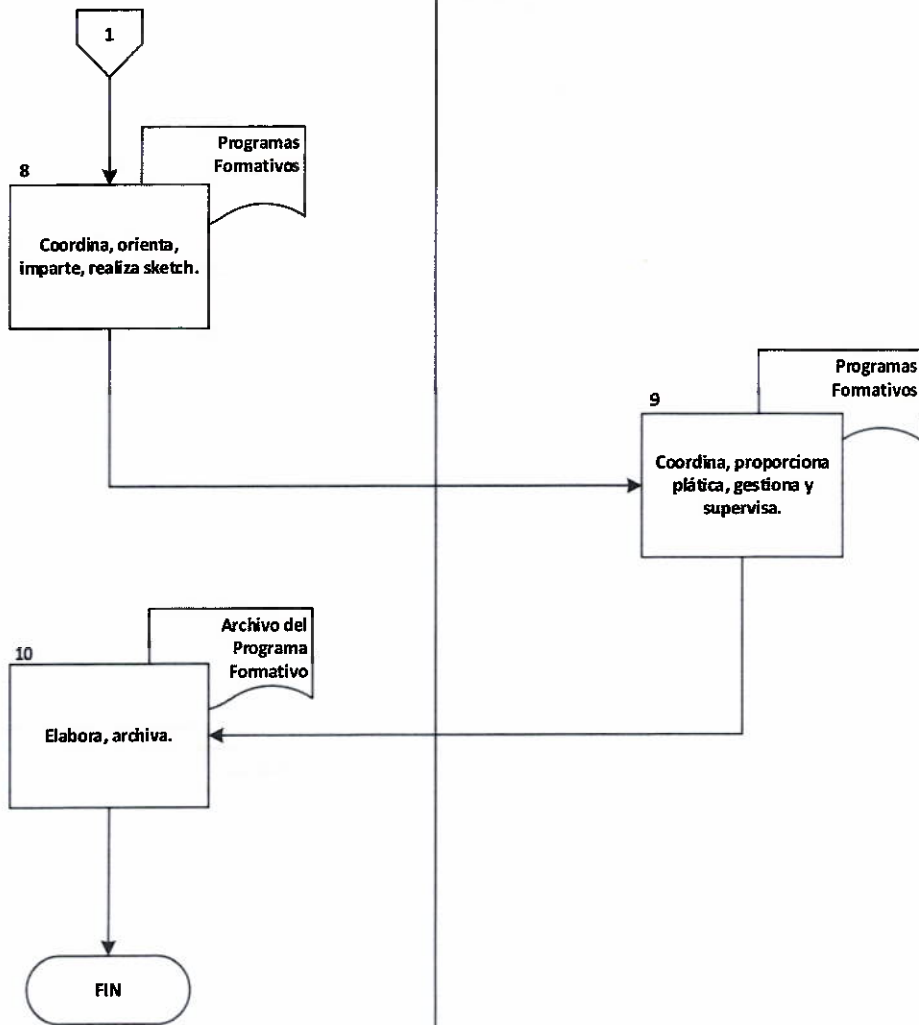 1
Programas
Formativos
8
Coordina, orienta,
imparte, realiza sketch.
Programas
Formativos
9
Coordina, proporciona
plática, gestiona y
supervisa.
Archivo del
Programa
Formativo
10
Elabora, archiva.
FIN